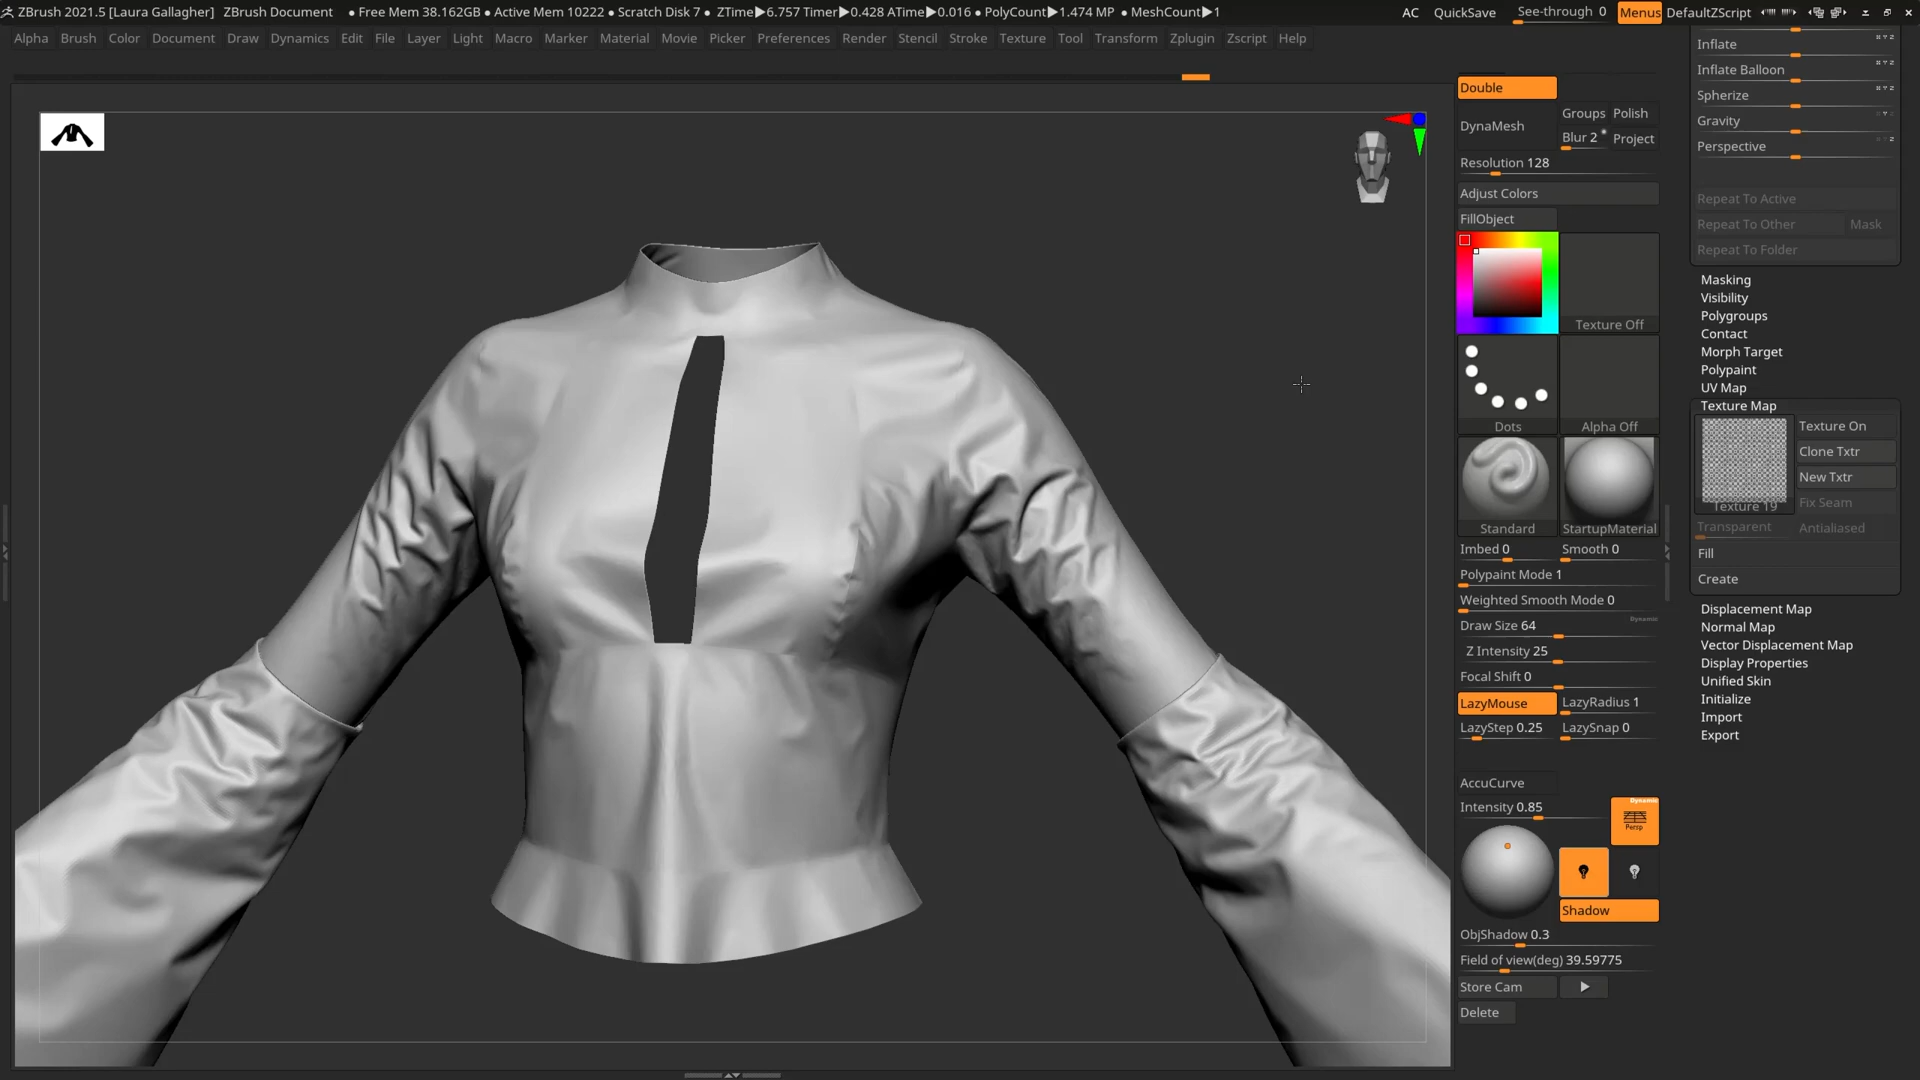 ZBrush 2021.5 [Laura Gallagher] ZBrush Document • Free Mem 38.162GB • Active Mem 10222 • Scratch Disk 7 • ZTime▶6.757 Timer▶0.428 ATime▶0.016 • PolyCount▶1.474 MP • MeshCount▶1 AC QuickSave See-through 0 Menus DefaultZScript
Alpha Brush Color Document Draw Dynamics Edit File Layer Light Macro Marker Material Movie Picker Preferences Render Stencil Stroke Texture Tool Transform Zplugin Zscript Help
Double
DynaMesh
Groups Polish
Blur 2 Project
Resolution 128
Adjust Colors
FillObject
Texture Off
Dots
Alpha Off
Standard
StartupMaterial
Imbed 0 Smooth 0
Polypaint Mode 1
Weighted Smooth Mode 0
Draw Size 64 Dynamic
Z Intensity 25
Focal Shift 0
LazyMouse LazyRadius 1
LazyStep 0.25 LazySnap 0
AccuCurve
Intensity 0.85
Dynamic
Persp
Shadow
ObjShadow 0.3
Field of view(deg) 39.59775
Store Cam
Delete
Inflate
Inflate Balloon
Spherize
Gravity
Perspective
Repeat To Active
Repeat To Other Mask
Repeat To Folder
Masking
Visibility
Polygroups
Contact
Morph Target
Polypaint
UV Map
Texture Map
Texture On
Clone Txtr
New Txtr
Texture 19
Fix Seam
Transparent Antialiased
Fill
Create
Displacement Map
Normal Map
Vector Displacement Map
Display Properties
Unified Skin
Initialize
Import
Export